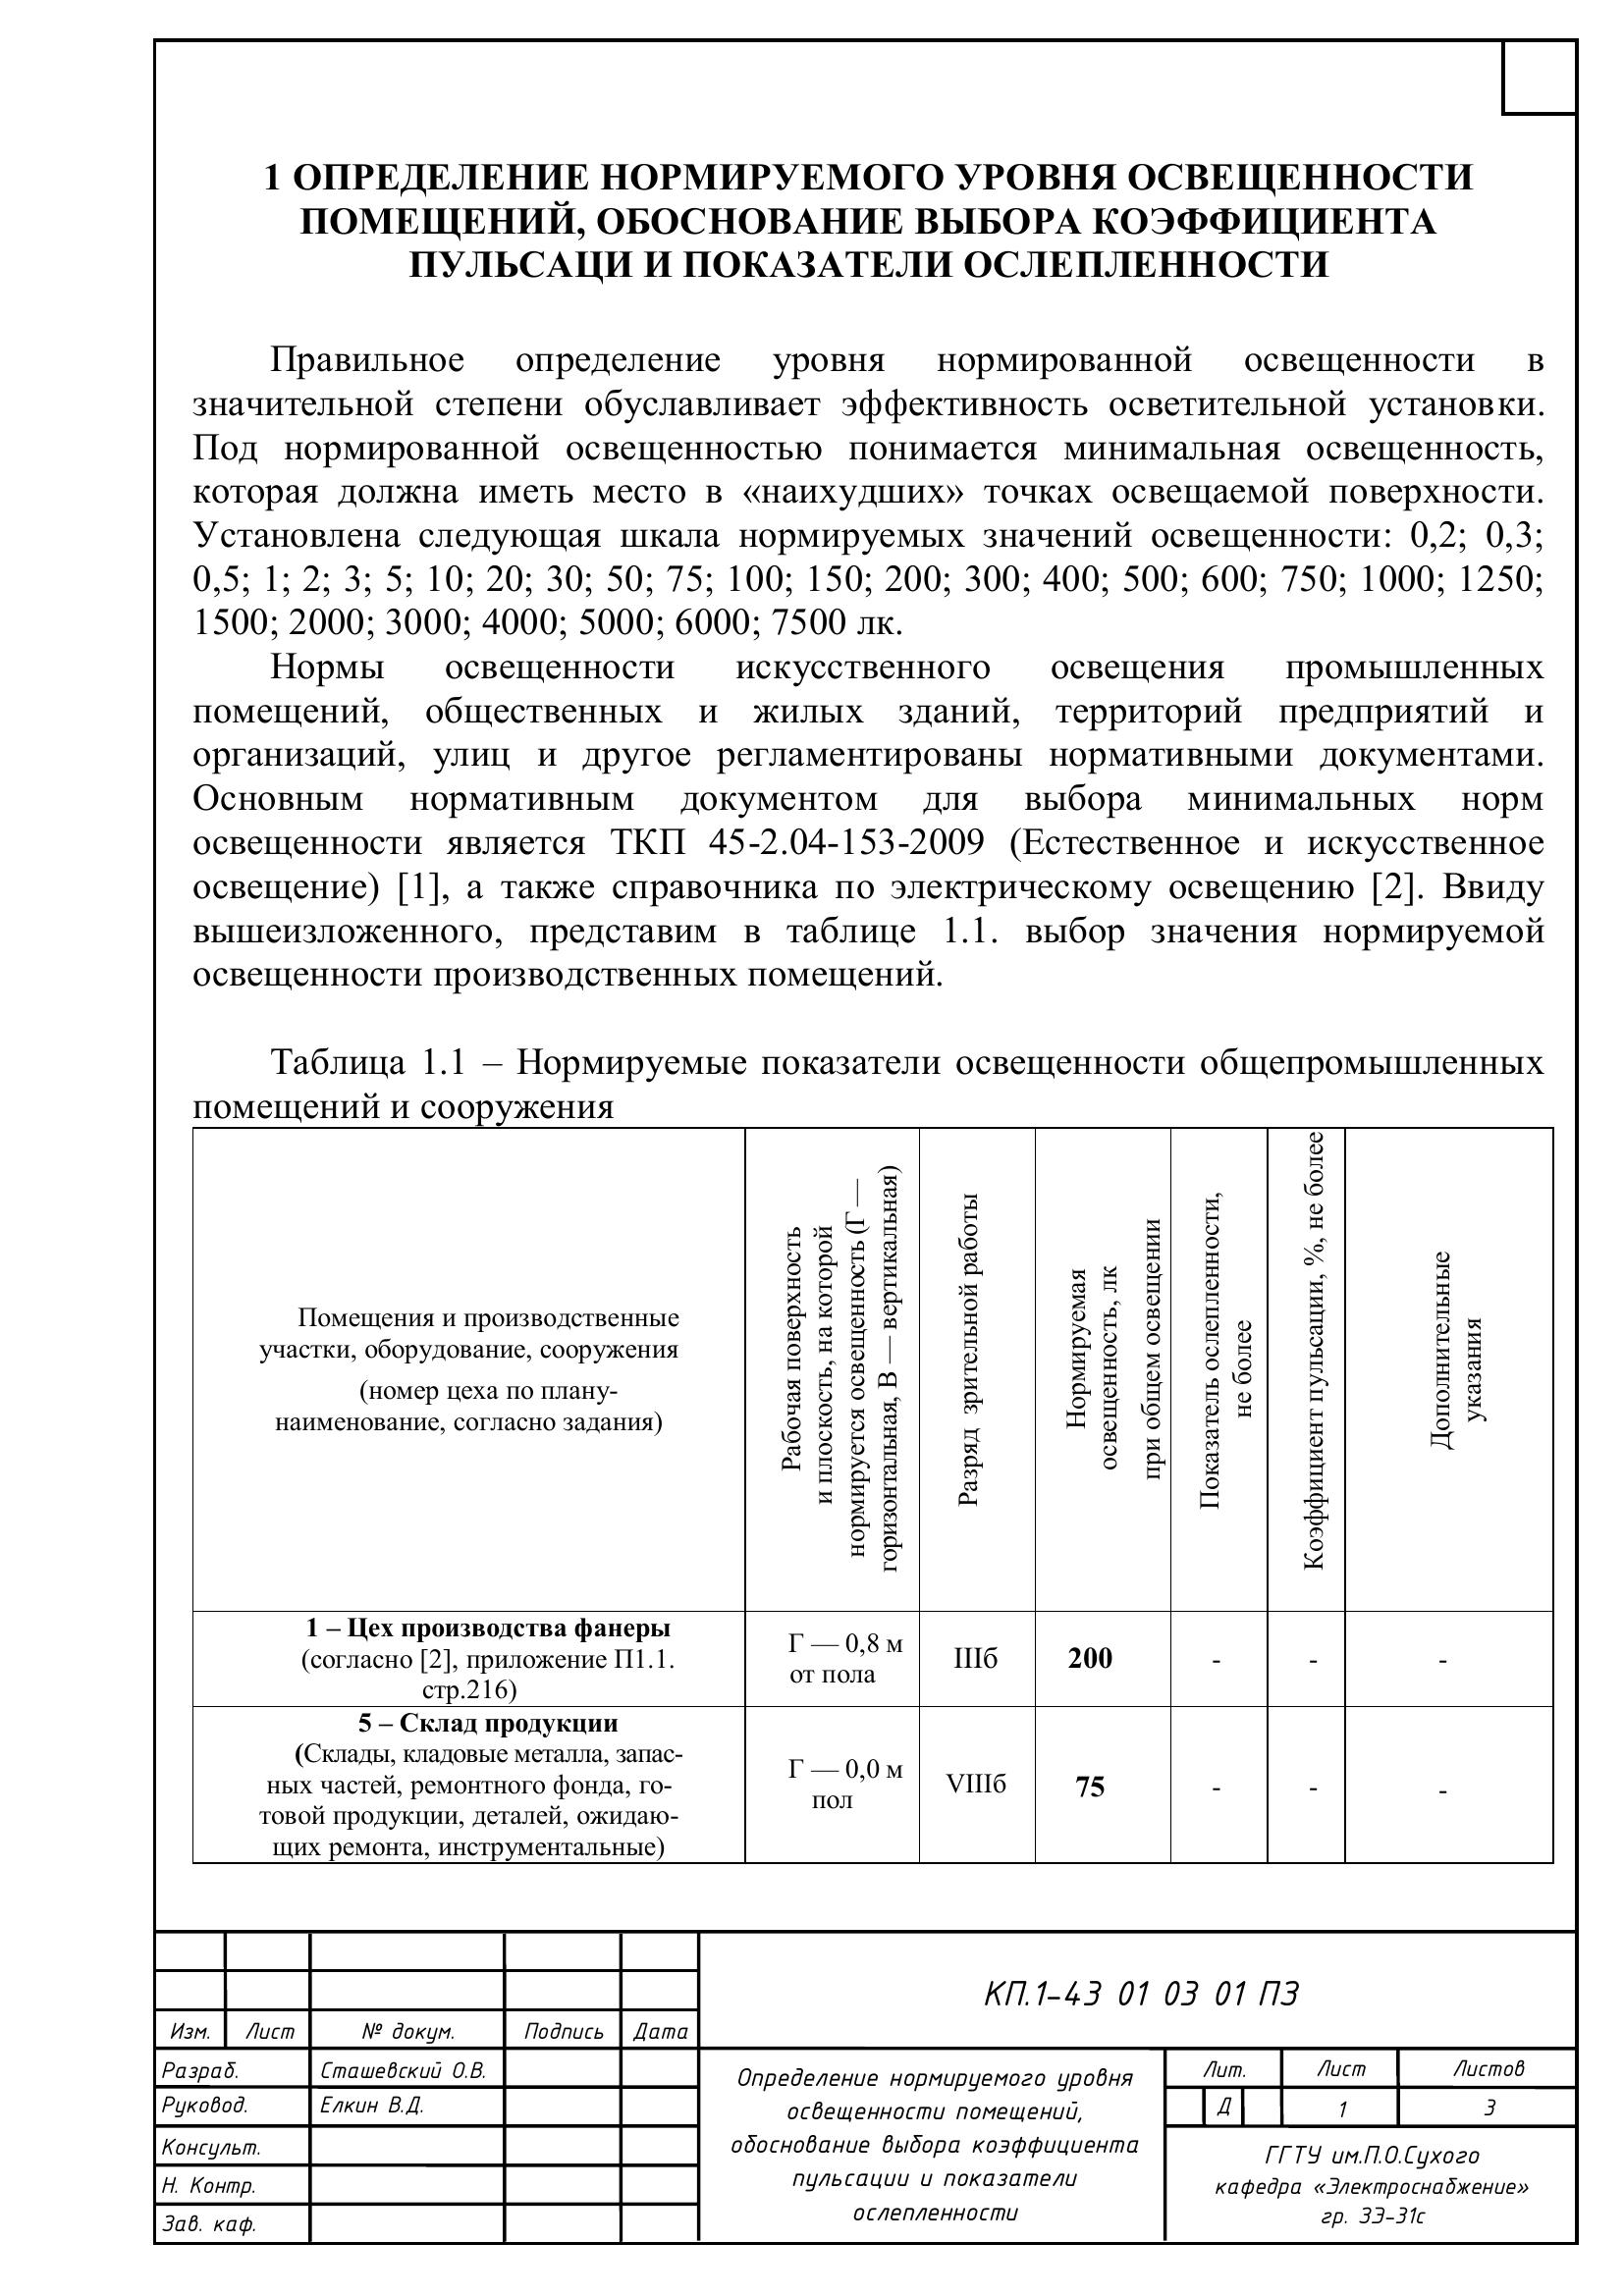 1 ОПРЕДЕЛЕНИЕ НОРМИРУЕМОГО УРОВНЯ ОСВЕЩЕННОСТИ
ПОМЕЩЕНИЙ, ОБОСНОВАНИЕ ВЫБОРА КОЭФФИЦИЕНТА
ПУЛЬСАЦИ И ПОКАЗАТЕЛИ ОСЛЕПЛЕННОСТИ
Правильное определение уровня нормированной освещенности в
значительной степени обуславливает эффективность осветительной установки.
Под нормированной освещенностью понимается минимальная освещенность,
которая должна иметь место в «наихудших» точках освещаемой поверхности.
Установлена следующая шкала нормируемых значений освещенности: 0,2; 0,3;
0,5; 1; 2; 3; 5; 10; 20; 30; 50; 75; 100; 150; 200; 300; 400; 500; 600; 750; 1000; 1250;
1500; 2000; 3000; 4000; 5000; 6000; 7500 лк.
Нормы освещенности искусственного освещения промышленных
помещений, общественных и жилых зданий, территорий предприятий и
организаций, улиц и другое регламентированы нормативными документами.
Основным нормативным документом для выбора минимальных норм
освещенности является ТКП 45-2.04-153-2009 (Естественное и искусственное
освещение) [1], а также справочника по электрическому освещению [2]. Ввиду
вышеизложенного, представим в таблице 1.1. выбор значения нормируемой
освещенности производственных помещений.
Таблица 1.1 – Нормируемые показатели освещенности общепромышленных
помещений и сооружения
Помещения и производственные
участки, оборудование, сооружения
(номер цеха по плану-
наименование, согласно задания)
Рабочая поверхность
и плоскость, на которой
нормируется освещенность (Г —
горизонтальная, В — вертикальная)
Разряд зрительной работы
Нормируемая
освещенность, лк
при общем освещении
Показатель ослепленности,
не более
Коэффициент пульсации, %, не более
Дополнительные
указания
1 – Цех производства фанеры
(согласно [2], приложение П1.1.
стр.216)
Г — 0,8 м
от пола
IIIб
200
-
-
-
5 – Склад продукции
(Склады, кладовые металла, запас-
ных частей, ремонтного фонда, го-
товой продукции, деталей, ожидаю-
щих ремонта, инструментальные)
Г — 0,0 м
пол
VIIIб
75
-
-
-
КП.1-43 01 03 01 ПЗ
Изм. Лист № докум. Подпись Дата
Разраб. Сташевский О.В.
Руковод. Елкин В.Д.
Консульт.
Н. Контр.
Зав. каф.
Определение нормируемого уровня
освещенности помещений,
обоснование выбора коэффициента
пульсации и показатели
ослепленности
Лит. Лист Листов
Д 1 3
ГГТУ им.П.О.Сухого
кафедра «Электроснабжение»
гр. ЗЭ-31с